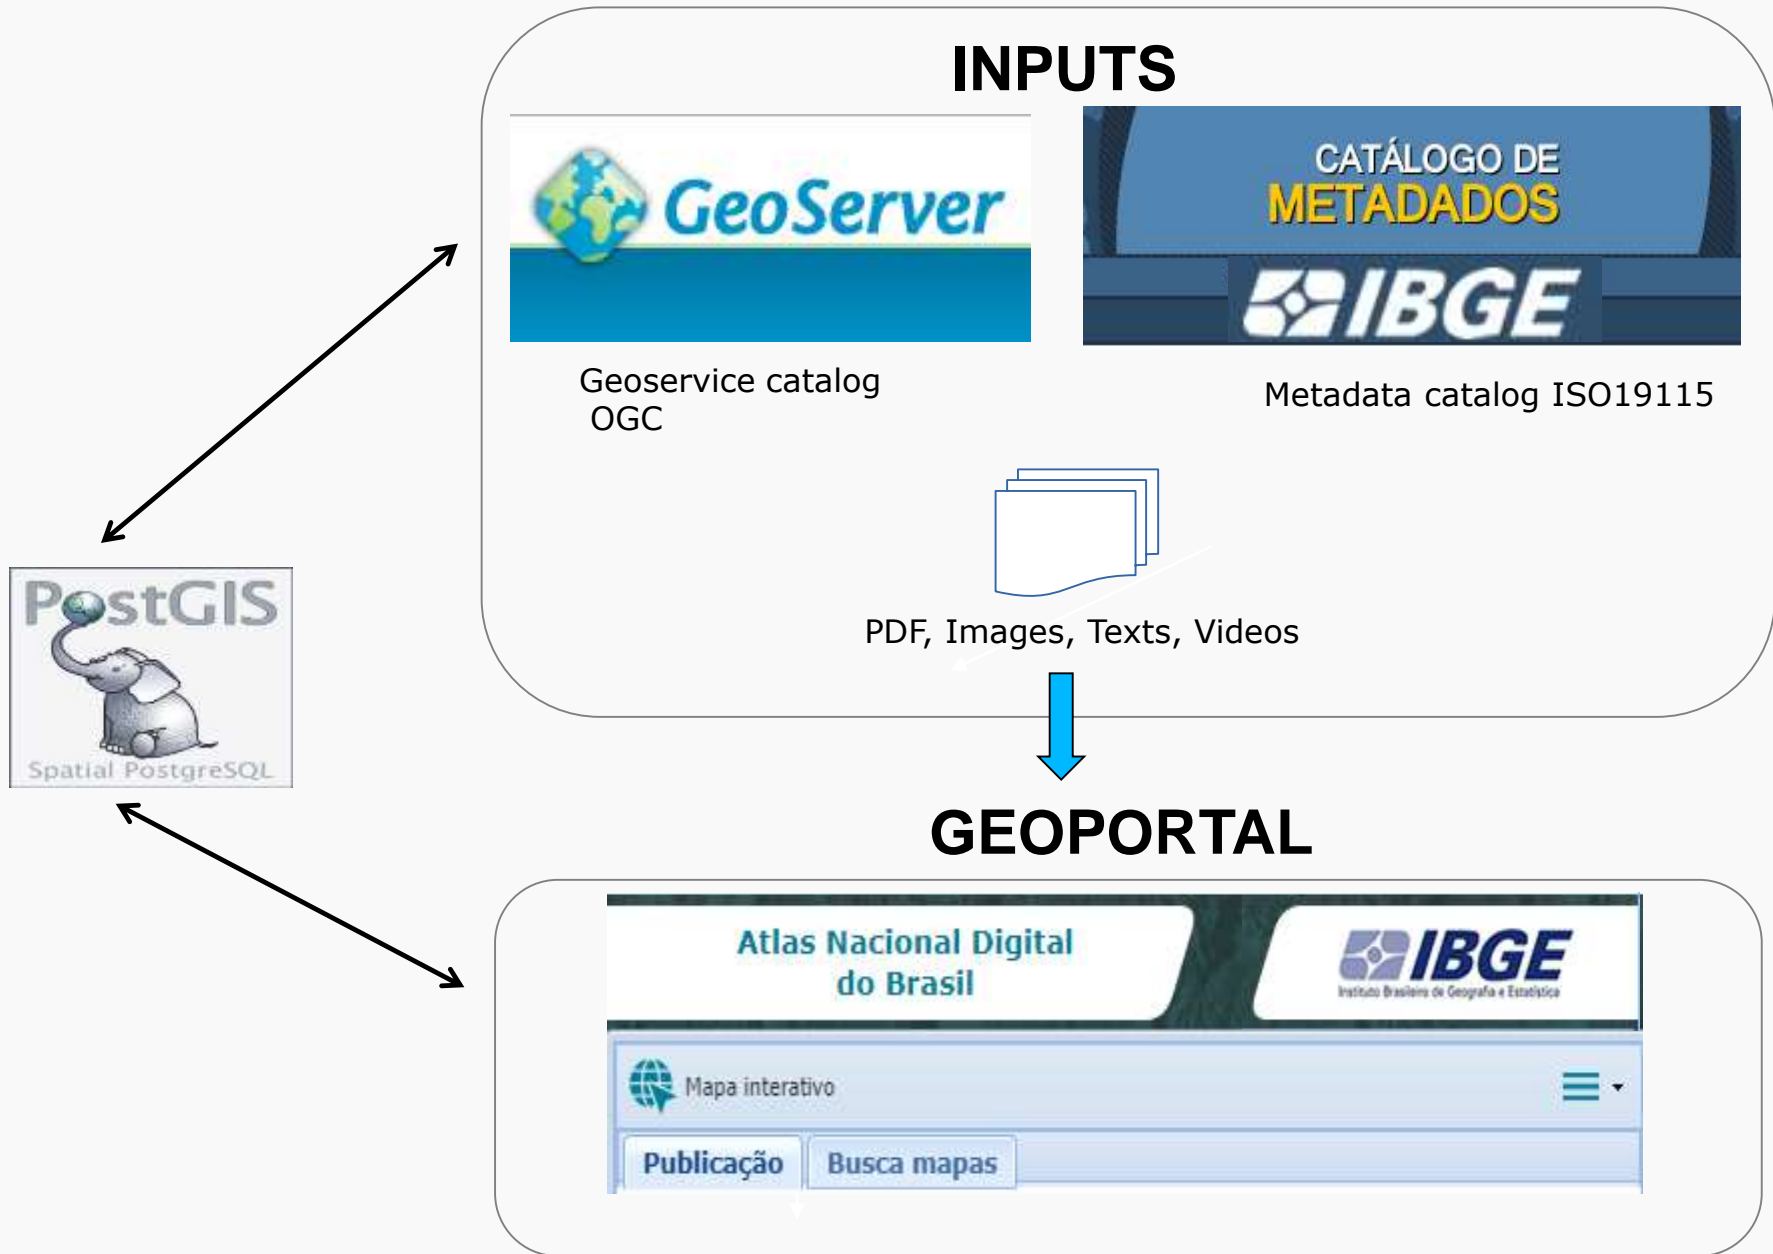 INPUTS
GeoServer
CATÁLOGO DE
METADADOS
IBGE
Geoservice catalog
OGC
Metadata catalog ISO19115
PDF, Images, Texts, Videos
PostGIS
Spatial PostgreSQL
GEOPORTAL
Atlas Nacional Digital
do Brasil
IBGE
Instituto Brasileiro de Geografia e Estatística
Mapa interativo
Publicação
Busca mapas